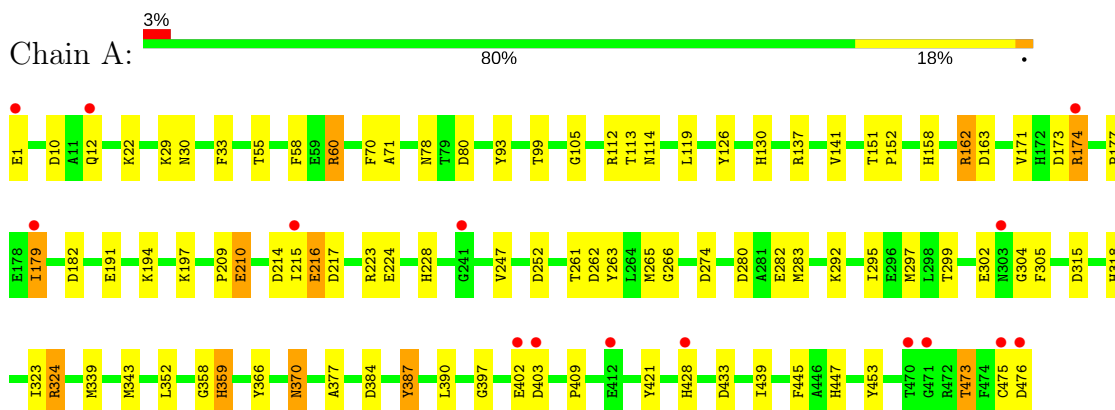 3%
Chain A:
80% 18% •
E1 D10 A11 Q12 K22 K29 N30 F33 T55 F58 E59 R60 F70 A71 N78 T79 D80 Y93 T99 G105 R112 T113 N114 L119 Y126 H130 R137 V141 T151 P152 H158 R162 D163 V171 H172 D173 R174
E178 I179 D182 E191 K194 K197 P209 E210 D214 I215 E216 D217 R223 E224 H228 G241 V247 D252 T261 D262 Y263 L264 M265 G266 D274 D280 A281 E282 M283 K292 I295 E296 M297 L298 T299 E302 N303 G304 F305 D315 H318
I323 R324 M339 M343 L352 G358 H359 Y366 N370 A377 D384 Y387 L390 G397 E402 D403 P409 E412 Y421 H428 D433 I439 F445 A446 H447 Y453 T470 G471 R472 T473 F474 C475 D476